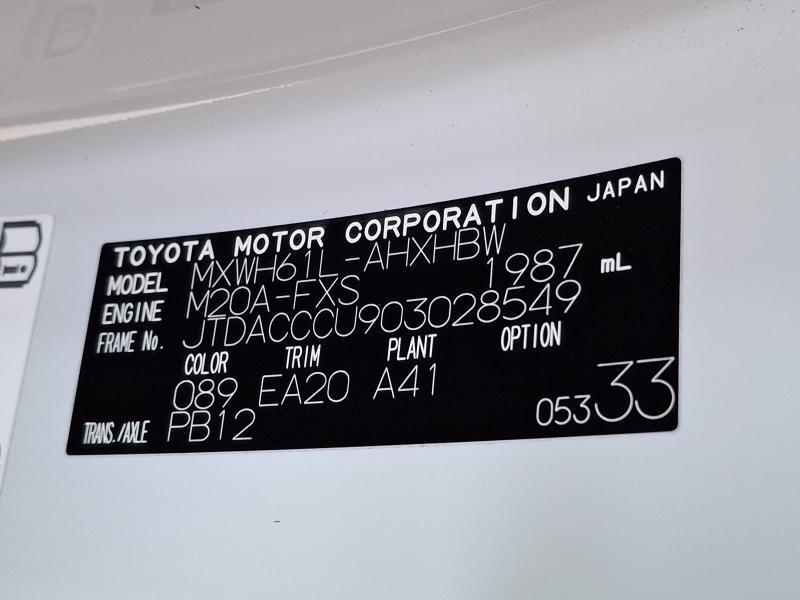 TOYOTA MOTOR CORPORATION JAPAN
MODEL MXWH61L-AHXHBW
ENGINE M20A-FXS 1987 mL
FRAME No. JTDACCCU903028549
COLOR TRIM PLANT OPTION
089 EA20 A41
TRANS./AXLE PB12 05333
B